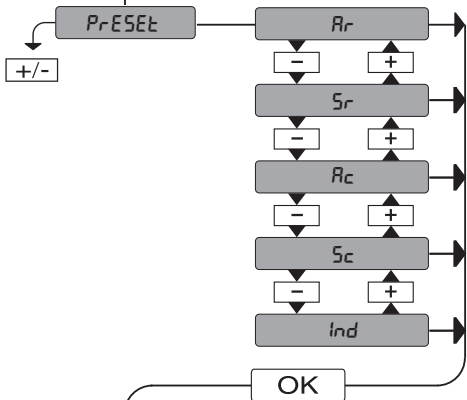 PrESEt Ar
+/- - +
Sr
- +
Ac
- +
Sc
- +
Ind
OK